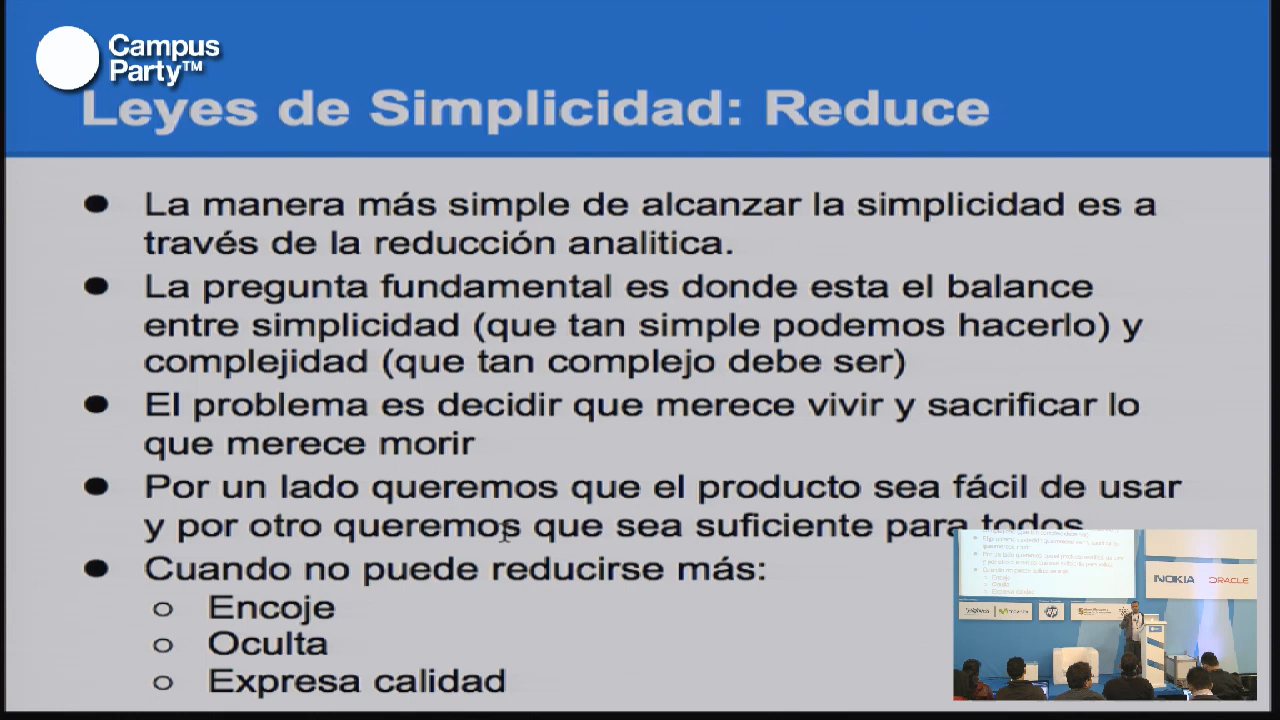 Campus
Party™
Leyes de Simplicidad: Reduce
● La manera más simple de alcanzar la simplicidad es a
través de la reducción analitica.
● La pregunta fundamental es donde esta el balance
entre simplicidad (que tan simple podemos hacerlo) y
complejidad (que tan complejo debe ser)
● El problema es decidir que merece vivir y sacrificar lo
que merece morir
● Por un lado queremos que el producto sea fácil de usar
y por otro queremos que sea suficiente para todos
● Cuando no puede reducirse más:
o Encoje
o Oculta
o Expresa calidad
NOKIA ORACLE
hp